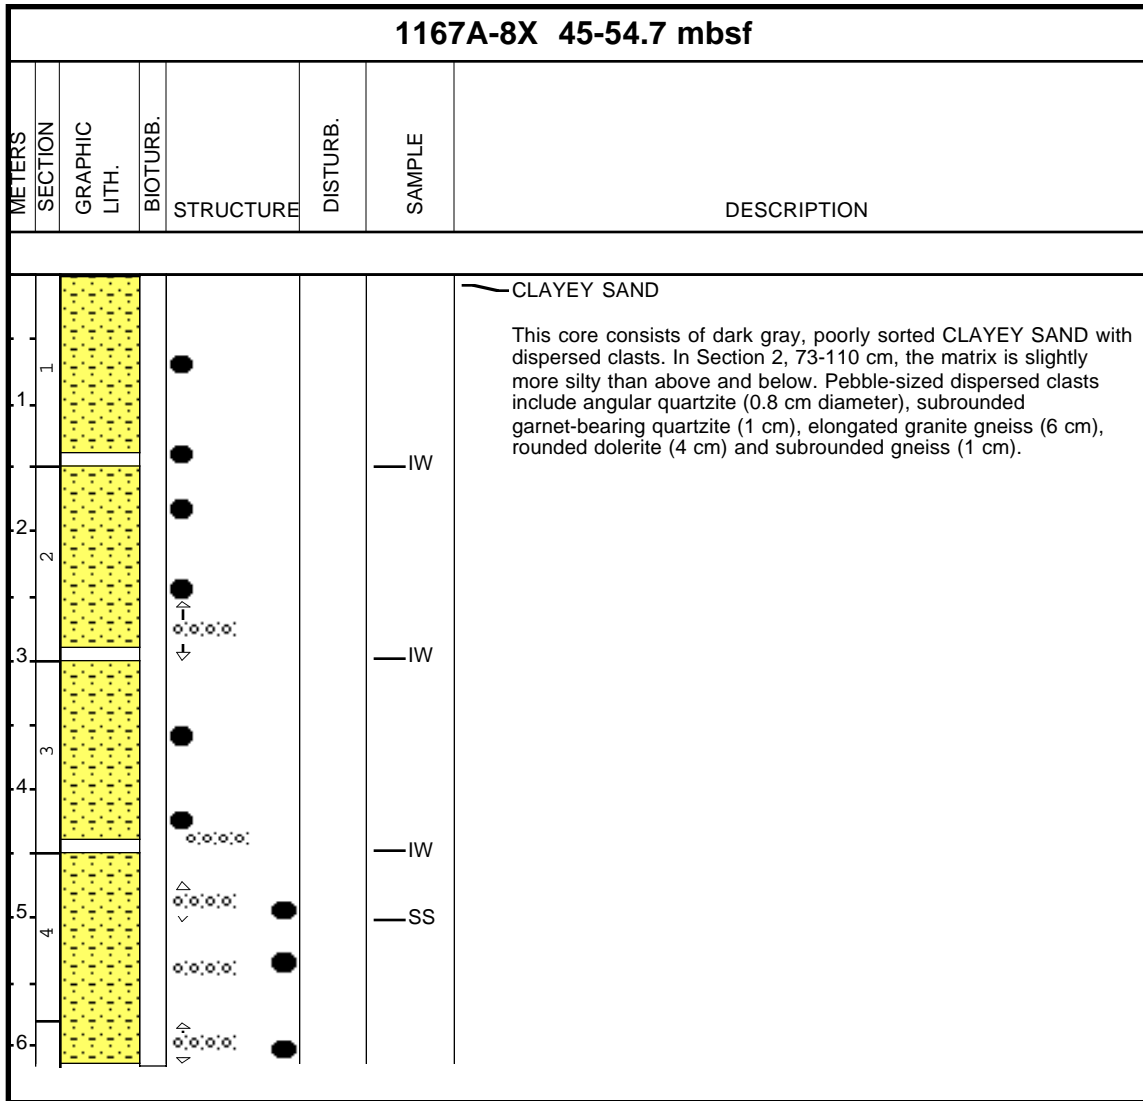 1167A-8X 45-54.7 mbsf
METERS
SECTION
GRAPHIC
LITH.
BIOTURB.
STRUCTURE
DISTURB.
SAMPLE
DESCRIPTION
CLAYEY SAND
This core consists of dark gray, poorly sorted CLAYEY SAND with
dispersed clasts. In Section 2, 73-110 cm, the matrix is slightly
more silty than above and below. Pebble-sized dispersed clasts
include angular quartzite (0.8 cm diameter), subrounded
garnet-bearing quartzite (1 cm), elongated granite gneiss (6 cm),
rounded dolerite (4 cm) and subrounded gneiss (1 cm).
1
1
IW
2
2
3
IW
3
4
IW
5
SS
4
6